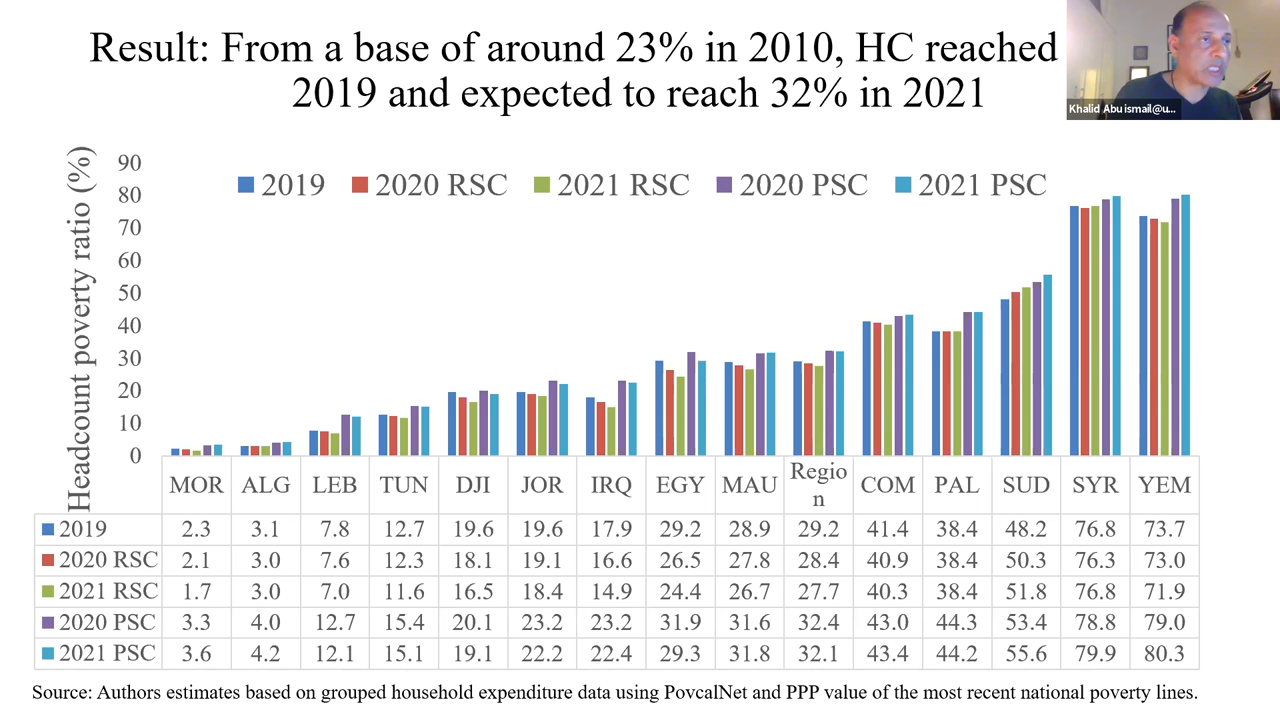 Result: From a base of around 23% in 2010, HC reached
2019 and expected to reach 32% in 2021
Khalid Abuismail@u...
Headcount poverty ratio (%)
90
80
70
60
50
40
30
20
10
0
2019 2020 RSC 2021 RSC 2020 PSC 2021 PSC
MOR ALG LEB TUN DJI JOR IRQ EGY MAU Regio COM PAL SUD SYR YEM
n
2019 2.3 3.1 7.8 12.7 19.6 19.6 17.9 29.2 28.9 29.2 41.4 38.4 48.2 76.8 73.7
2020 RSC 2.1 3.0 7.6 12.3 18.1 19.1 16.6 26.5 27.8 28.4 40.9 38.4 50.3 76.3 73.0
2021 RSC 1.7 3.0 7.0 11.6 16.5 18.4 14.9 24.4 26.7 27.7 40.3 38.4 51.8 76.8 71.9
2020 PSC 3.3 4.0 12.7 15.4 20.1 23.2 23.2 31.9 31.6 32.4 43.0 44.3 53.4 78.8 79.0
2021 PSC 3.6 4.2 12.1 15.1 19.1 22.2 22.4 29.3 31.8 32.1 43.4 44.2 55.6 79.9 80.3
Source: Authors estimates based on grouped household expenditure data using PovcalNet and PPP value of the most recent national poverty lines.